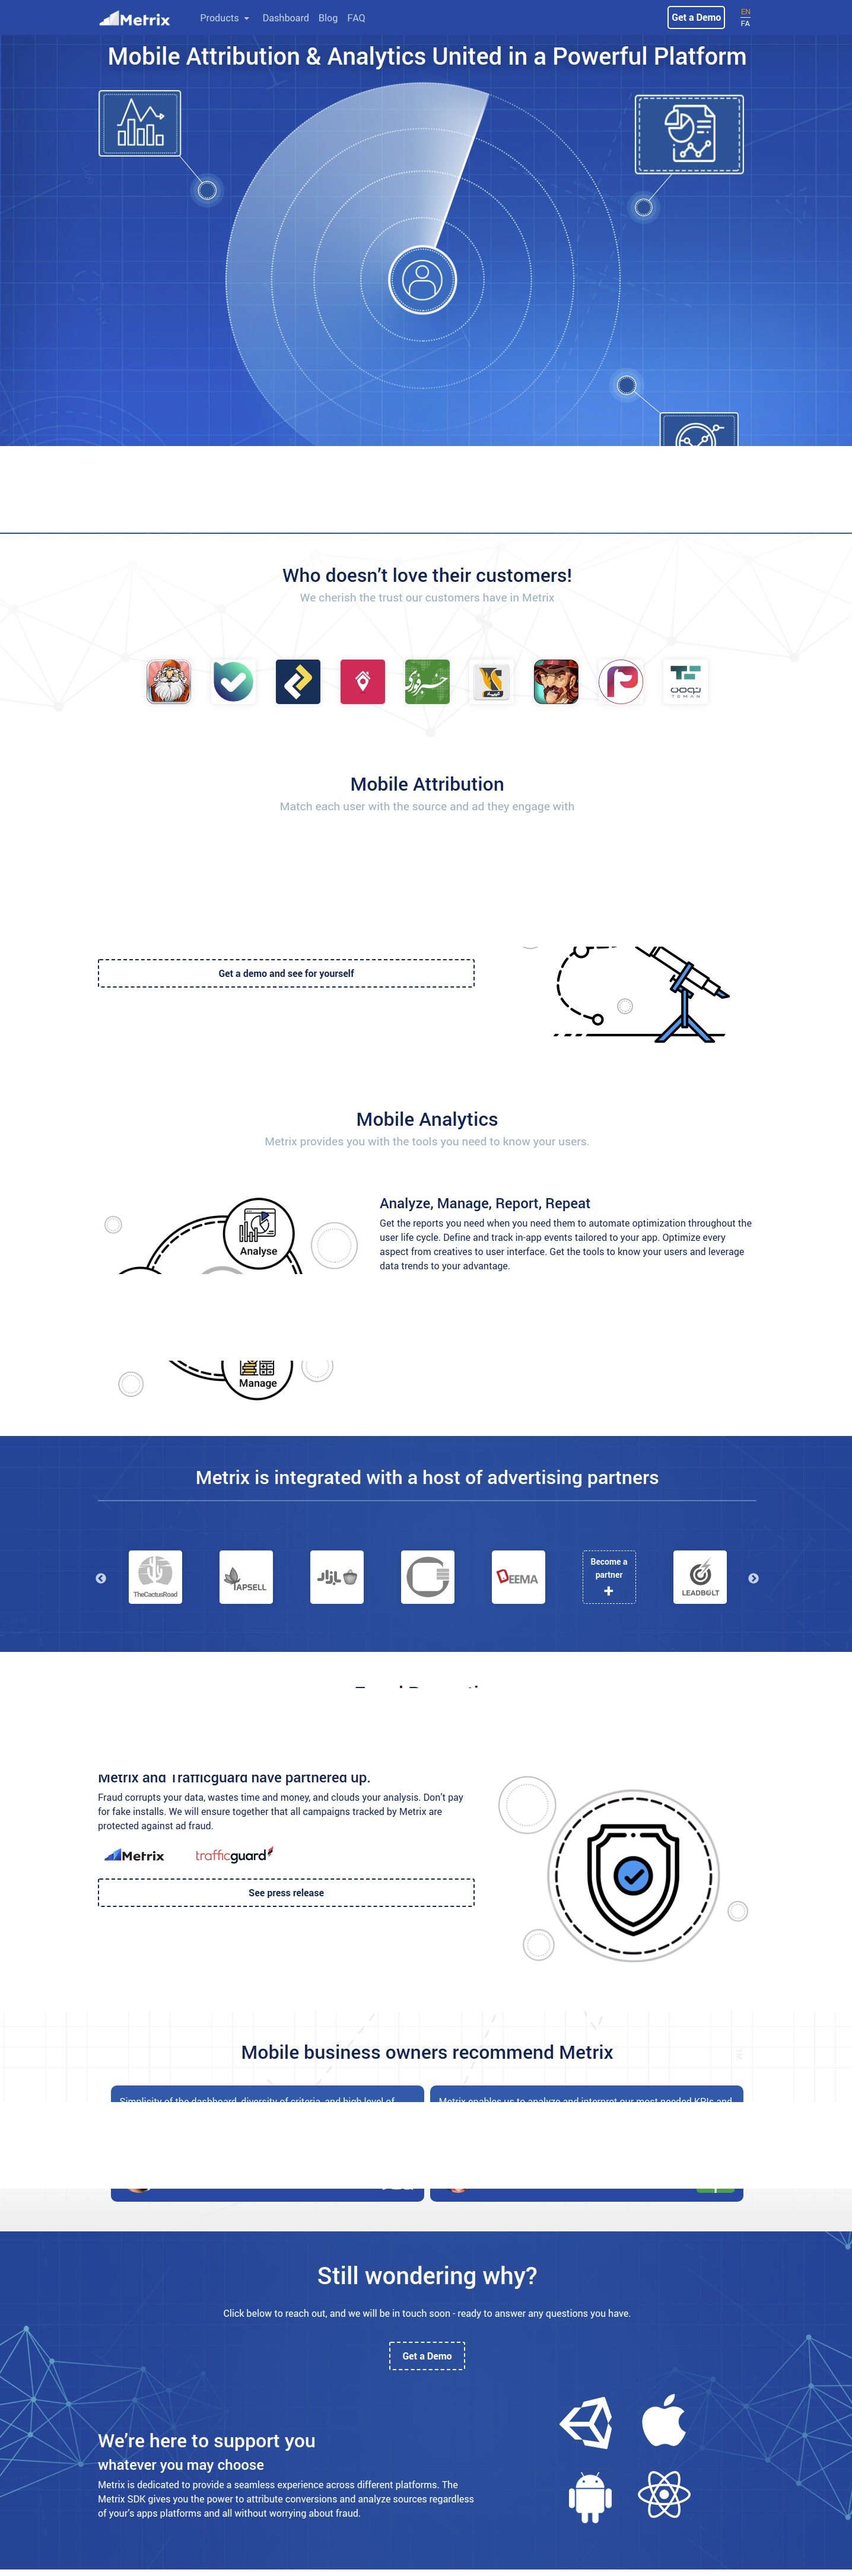 Metrix
Products
Dashboard
Blog
FAQ
Get a Demo
EN
FA
Mobile Attribution & Analytics United in a Powerful Platform
Who doesn’t love their customers!
We cherish the trust our customers have in Metrix
خبرفوری
تومن
TOMAN
Mobile Attribution
Match each user with the source and ad they engage with
Get a demo and see for yourself
Mobile Analytics
Metrix provides you with the tools you need to know your users.
Analyse
Analyze, Manage, Report, Repeat
Get the reports you need when you need them to automate optimization throughout the
user life cycle. Define and track in-app events tailored to your app. Optimize every
aspect from creatives to user interface. Get the tools to know your users and leverage
data trends to your advantage.
Manage
Metrix is integrated with a host of advertising partners
TheCactusRoad
TAPSELL
بازار
DEEMA
Become a
partner
+
LEADBOLT
Metrix and Trafficguard have partnered up.
Fraud corrupts your data, wastes time and money, and clouds your analysis. Don't pay
for fake installs. We will ensure together that all campaigns tracked by Metrix are
protected against ad fraud.
Metrix
trafficguard
See press release
Mobile business owners recommend Metrix
Simplicity of the dashboard, diversity of criteria, and high level of
Metrix enables us to analyze and interpret our most needed KPIs and
Still wondering why?
Click below to reach out, and we will be in touch soon - ready to answer any questions you have.
Get a Demo
We’re here to support you
whatever you may choose
Metrix is dedicated to provide a seamless experience across different platforms. The
Metrix SDK gives you the power to attribute conversions and analyze sources regardless
of your's apps platforms and all without worrying about fraud.